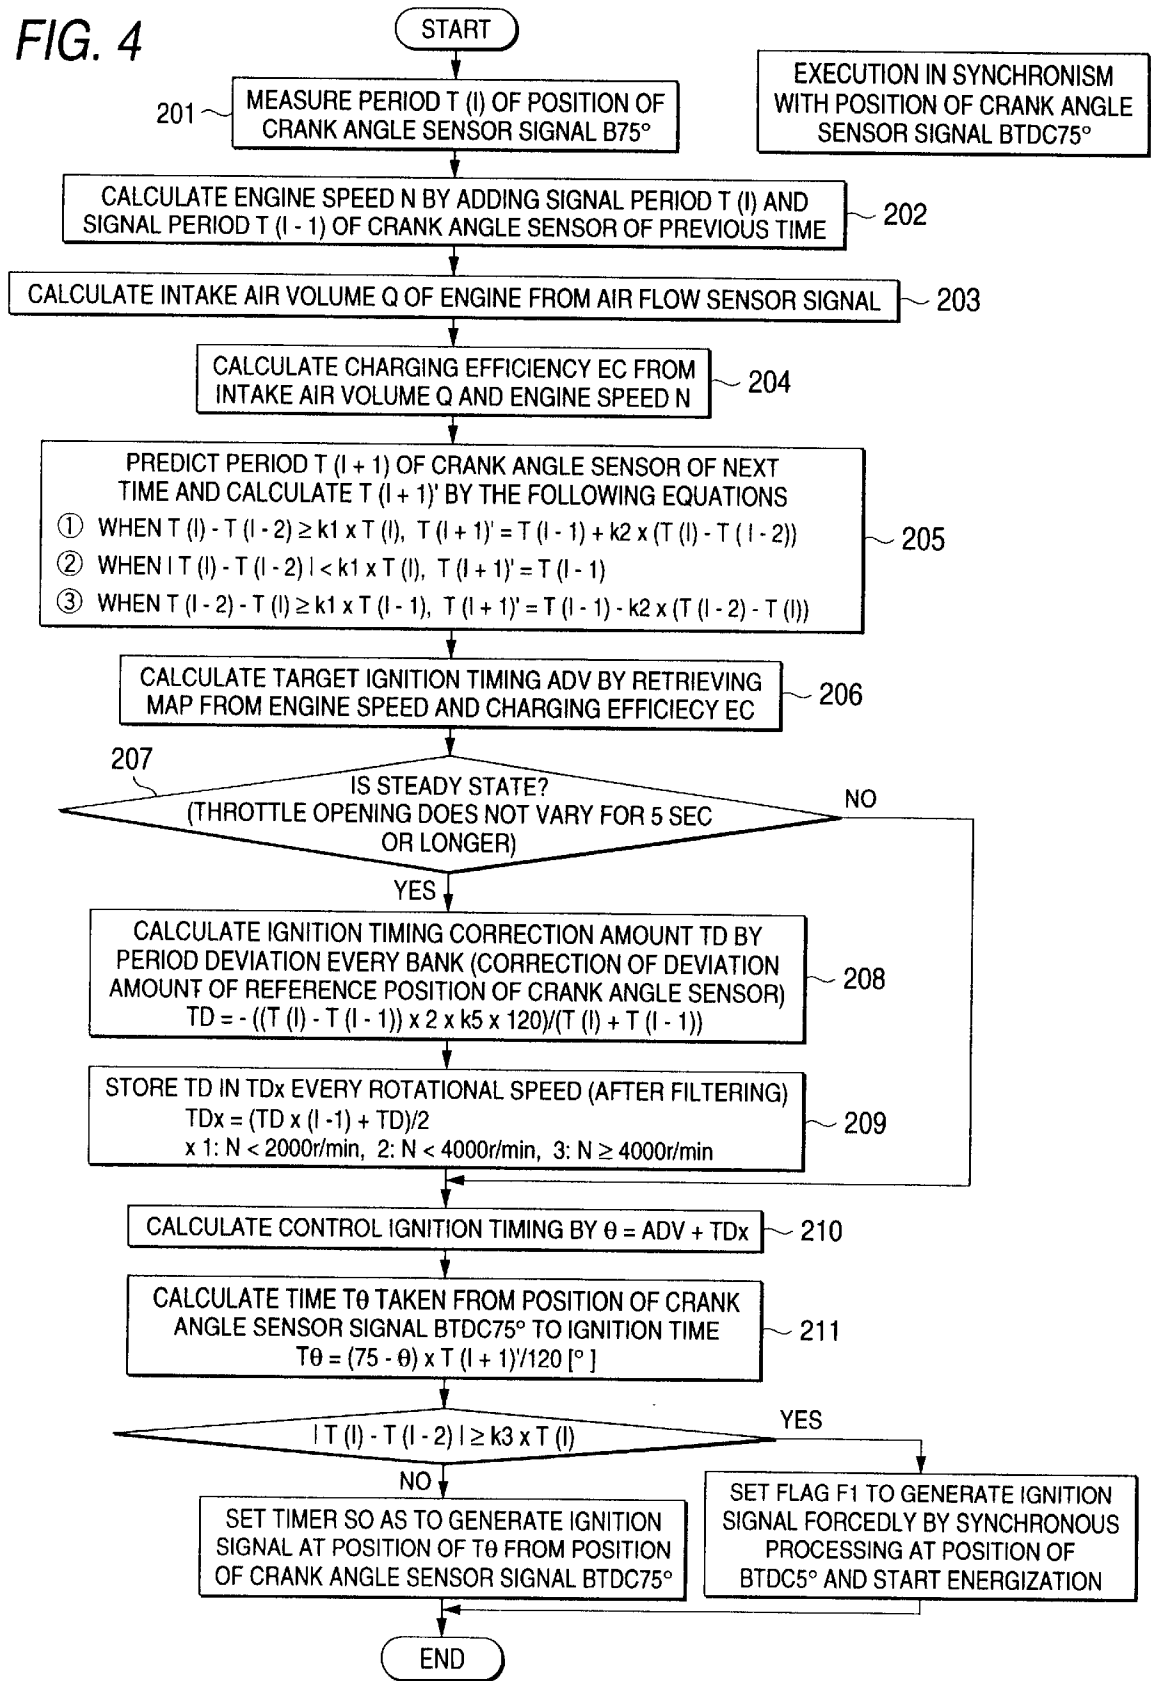 FIG. 4
START
EXECUTION IN SYNCHRONISM
WITH POSITION OF CRANK ANGLE
SENSOR SIGNAL BTDC75°
201
MEASURE PERIOD T (I) OF POSITION OF
CRANK ANGLE SENSOR SIGNAL B75°
CALCULATE ENGINE SPEED N BY ADDING SIGNAL PERIOD T (I) AND
SIGNAL PERIOD T (I - 1) OF CRANK ANGLE SENSOR OF PREVIOUS TIME
202
CALCULATE INTAKE AIR VOLUME Q OF ENGINE FROM AIR FLOW SENSOR SIGNAL
203
CALCULATE CHARGING EFFICIENCY EC FROM
INTAKE AIR VOLUME Q AND ENGINE SPEED N
204
PREDICT PERIOD T (I + 1) OF CRANK ANGLE SENSOR OF NEXT
TIME AND CALCULATE T (I + 1)' BY THE FOLLOWING EQUATIONS
① WHEN T (I) - T (I - 2) ≥ k1 x T (I), T (I + 1)' = T (I - 1) + k2 x (T (I) - T ( I - 2))
② WHEN I T (I) - T (I - 2) I < k1 x T (I), T (I + 1)' = T (I - 1)
③ WHEN T (I - 2) - T (I) ≥ k1 x T (I - 1), T (I + 1)' = T (I - 1) - k2 x (T (I - 2) - T (I))
205
CALCULATE TARGET IGNITION TIMING ADV BY RETRIEVING
MAP FROM ENGINE SPEED AND CHARGING EFFICIECY EC
206
207
IS STEADY STATE?
(THROTTLE OPENING DOES NOT VARY FOR 5 SEC
OR LONGER)
NO
YES
CALCULATE IGNITION TIMING CORRECTION AMOUNT TD BY
PERIOD DEVIATION EVERY BANK (CORRECTION OF DEVIATION
AMOUNT OF REFERENCE POSITION OF CRANK ANGLE SENSOR)
TD = - ((T (I) - T (I - 1)) x 2 x k5 x 120)/(T (I) + T (I - 1))
208
STORE TD IN TDx EVERY ROTATIONAL SPEED (AFTER FILTERING)
TDx = (TD x (I -1) + TD)/2
x 1: N < 2000r/min, 2: N < 4000r/min, 3: N ≥ 4000r/min
209
CALCULATE CONTROL IGNITION TIMING BY θ = ADV + TDx
210
CALCULATE TIME Tθ TAKEN FROM POSITION OF CRANK
ANGLE SENSOR SIGNAL BTDC75° TO IGNITION TIME
Tθ = (75 - θ) x T (I + 1)'/120 [° ]
211
I T (I) - T (I - 2) I ≥ k3 x T (I)
YES
NO
SET TIMER SO AS TO GENERATE IGNITION
SIGNAL AT POSITION OF Tθ FROM POSITION
OF CRANK ANGLE SENSOR SIGNAL BTDC75°
SET FLAG F1 TO GENERATE IGNITION
SIGNAL FORCEDLY BY SYNCHRONOUS
PROCESSING AT POSITION OF
BTDC5° AND START ENERGIZATION
END